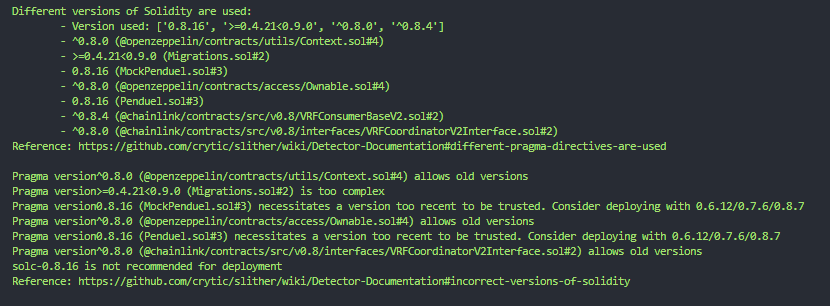 Different versions of Solidity are used:
- Version used: ['0.8.16', '>=0.4.21<0.9.0', '^0.8.0', '^0.8.4']
- ^0.8.0 (@openzeppelin/contracts/utils/Context.sol#4)
- >=0.4.21<0.9.0 (Migrations.sol#2)
- 0.8.16 (MockPenduel.sol#3)
- ^0.8.0 (@openzeppelin/contracts/access/Ownable.sol#4)
- 0.8.16 (Penduel.sol#3)
- ^0.8.4 (@chainlink/contracts/src/v0.8/VRFConsumerBaseV2.sol#2)
- ^0.8.0 (@chainlink/contracts/src/v0.8/interfaces/VRFCoordinatorV2Interface.sol#2)
Reference: https://github.com/crytic/slither/wiki/Detector-Documentation#different-pragma-directives-are-used
Pragma version^0.8.0 (@openzeppelin/contracts/utils/Context.sol#4) allows old versions
Pragma version>=0.4.21<0.9.0 (Migrations.sol#2) is too complex
Pragma version0.8.16 (MockPenduel.sol#3) necessitates a version too recent to be trusted. Consider deploying with 0.6.12/0.7.6/0.8.7
Pragma version^0.8.0 (@openzeppelin/contracts/access/Ownable.sol#4) allows old versions
Pragma version0.8.16 (Penduel.sol#3) necessitates a version too recent to be trusted. Consider deploying with 0.6.12/0.7.6/0.8.7
Pragma version^0.8.0 (@chainlink/contracts/src/v0.8/interfaces/VRFCoordinatorV2Interface.sol#2) allows old versions
solc-0.8.16 is not recommended for deployment
Reference: https://github.com/crytic/slither/wiki/Detector-Documentation#incorrect-versions-of-solidity